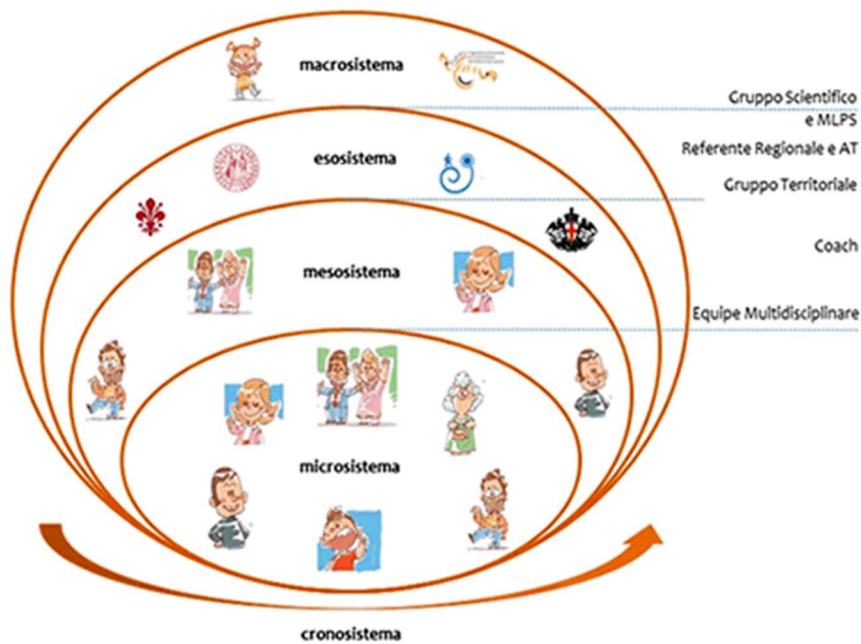 macrosistema
Gruppo Scientifico
e MLPS
esosistema
Referente Regionale e AT
Gruppo Territoriale
Coach
mesosistema
Equipe Multidisciplinare
microsistema
cronosistema